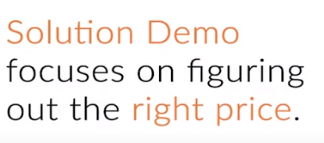 Solution Demo
focuses on figuring
out the right price.